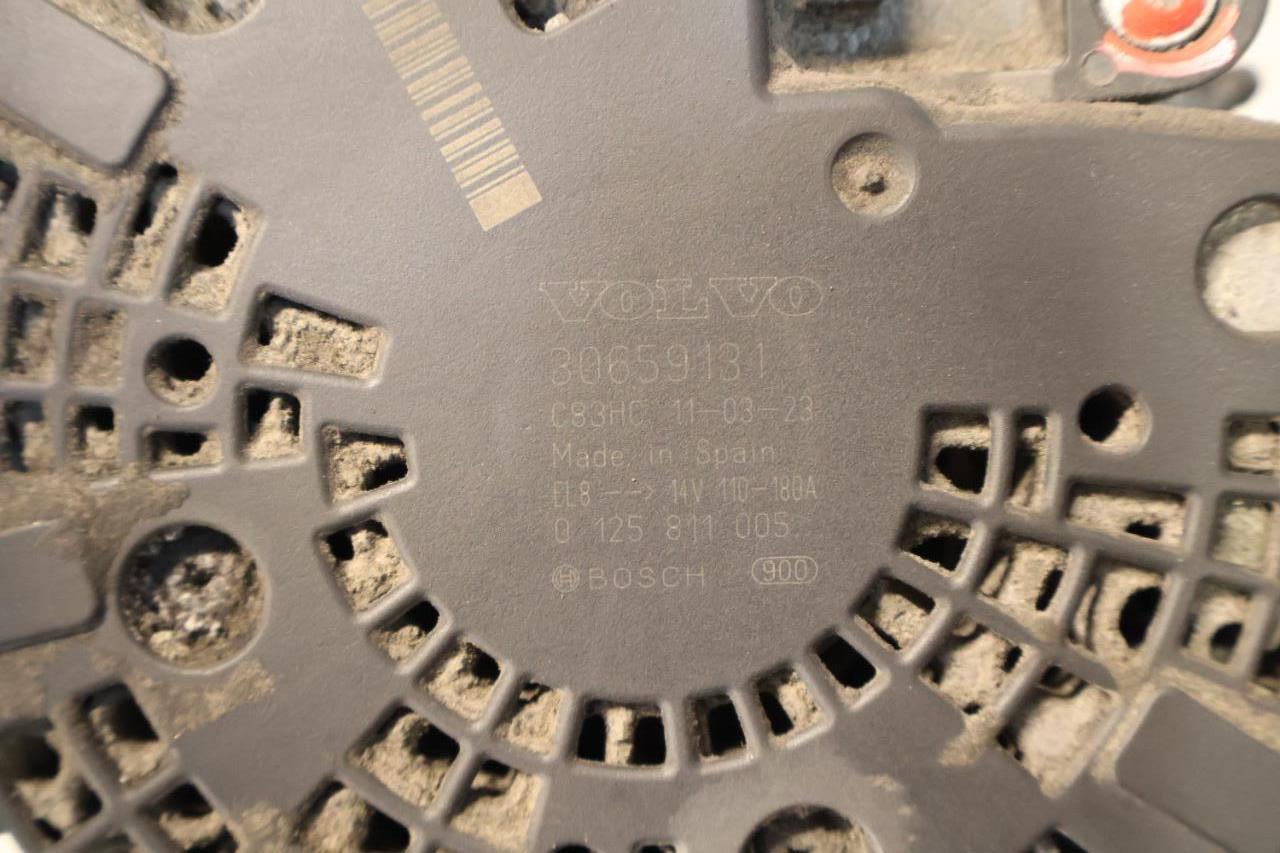 VOLVO
30659131
C83HC 11-03-23
Made in Spain
EL8 --> 14V 110-180A
0 125 811 005
BOSCH 900